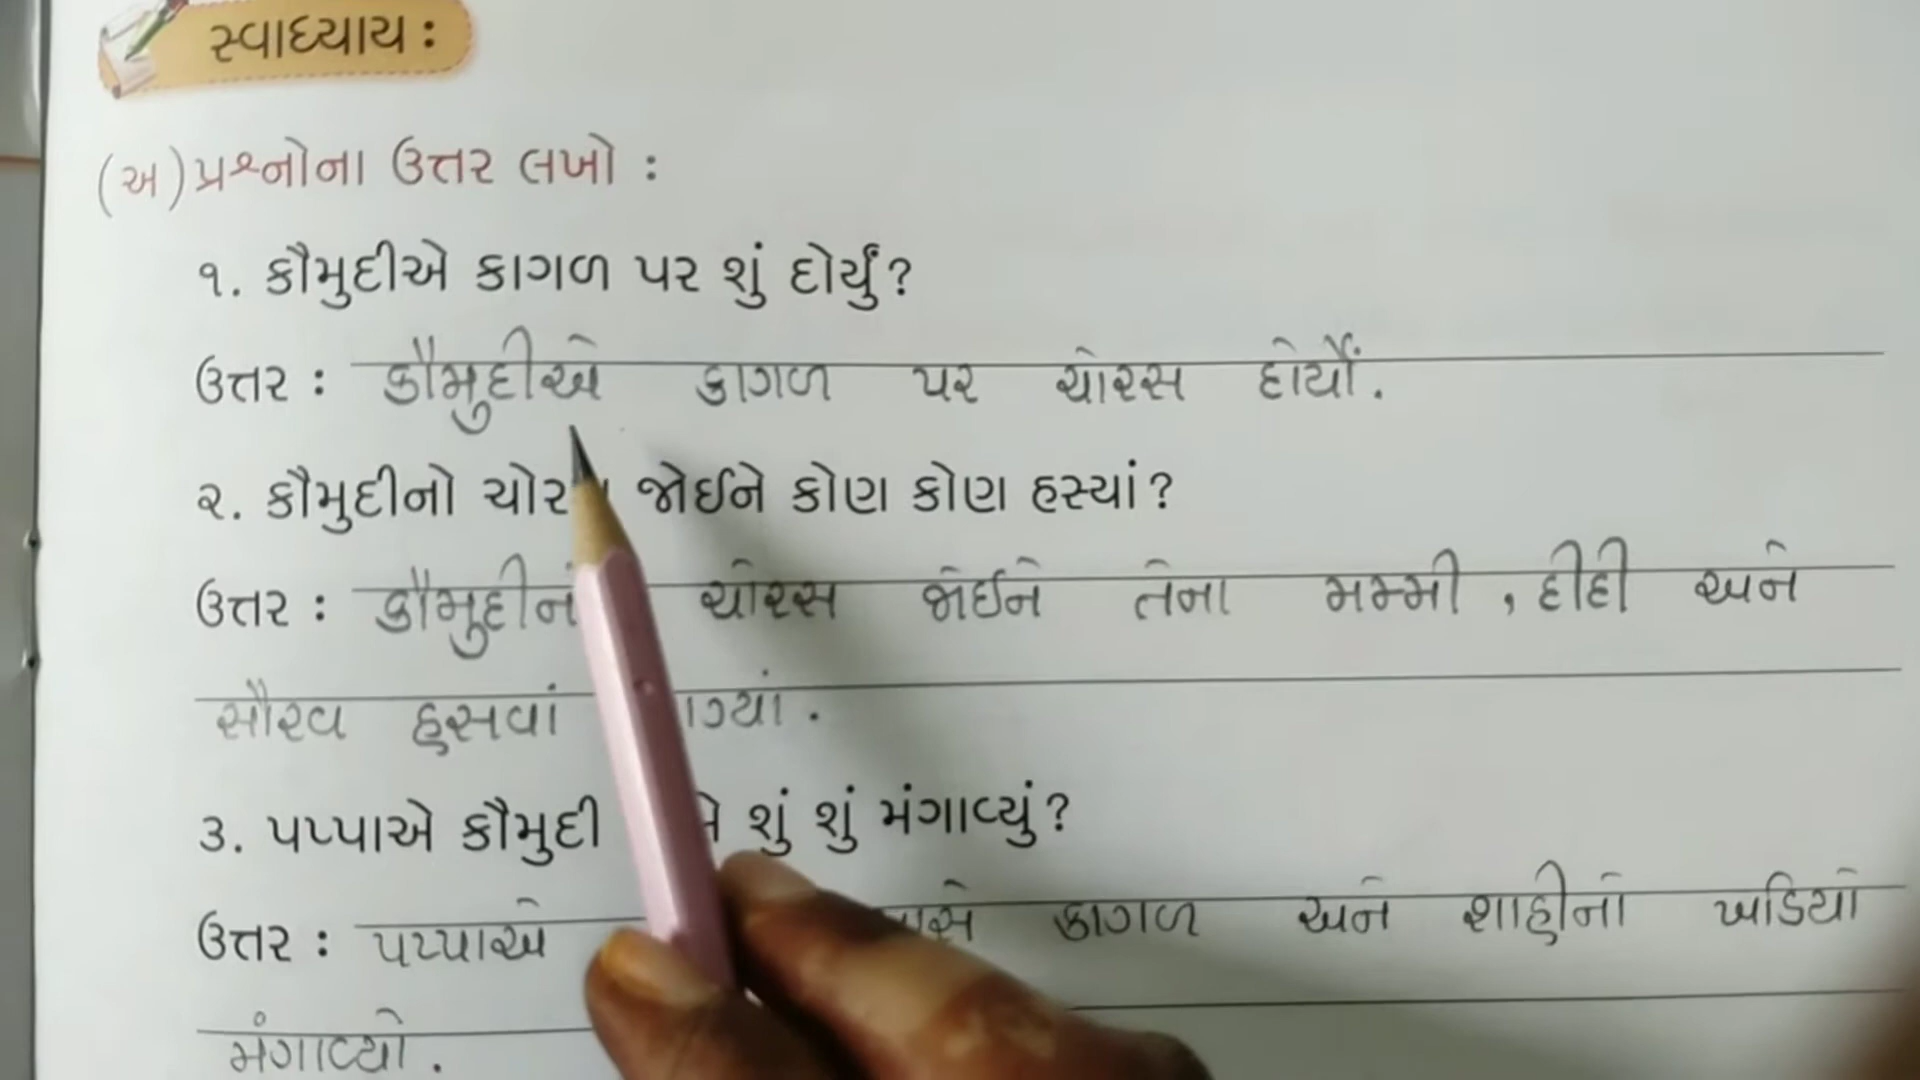 સ્વાધ્યાય :
(અ) પ્રશ્નોના ઉત્તર લખો :
૧. કૌમુદીએ કાગળ પર શું દોર્યું?
ઉત્તર : કૌમુદીએ કાગળ પર ચોરસ દોર્યો.
૨. કૌમુદીનો જોઈને કોણ કોણ હસ્યાં?
ઉત્તર : ચોરસ જોઈને તેના મમ્મી , દીદી અને
સૌરવ હસવાં
૩. પપ્પાએ કૌમુદી શું શું મંગાવ્યું?
ઉત્તર : પપ્પાએ કાગળ અને શાહીનો ખડિયો
મંગાવ્યો.